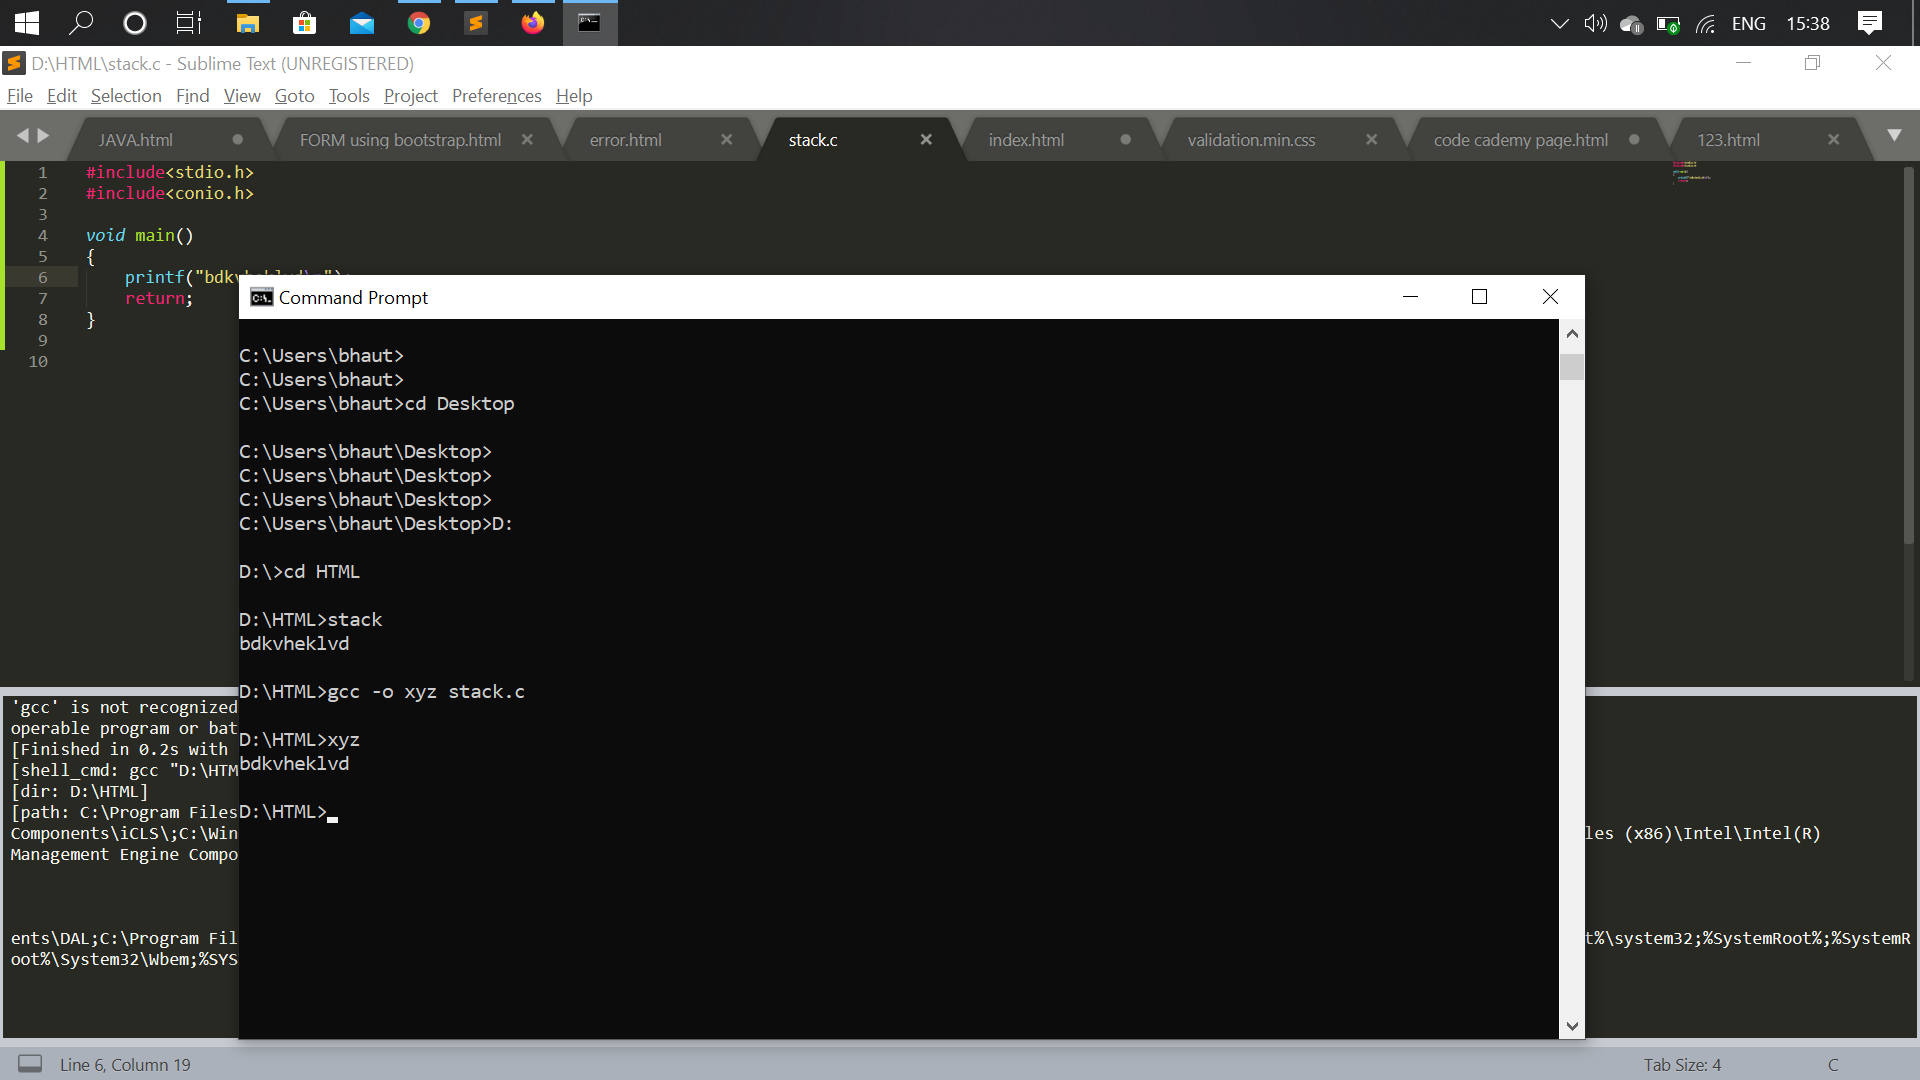 ENG 15:38
D:\HTML\stack.c - Sublime Text (UNREGISTERED)
File Edit Selection Find View Goto Tools Project Preferences Help
JAVA.html FORM using bootstrap.html error.html stack.c index.html validation.min.css code cademy page.html 123.html
1 #include<stdio.h>
2 #include<conio.h>
3
4 void main()
5 {
6 printf("bdk
7 return;
8 }
9
10
Command Prompt
C:\Users\bhaut>
C:\Users\bhaut>
C:\Users\bhaut>cd Desktop
C:\Users\bhaut\Desktop>
C:\Users\bhaut\Desktop>
C:\Users\bhaut\Desktop>
C:\Users\bhaut\Desktop>D:
D:\>cd HTML
D:\HTML>stack
bdkvheklvd
D:\HTML>gcc -o xyz stack.c
D:\HTML>xyz
bdkvheklvd
D:\HTML>
'gcc' is not recognized
operable program or bat
[Finished in 0.2s with
[shell_cmd: gcc "D:\HTM
[dir: D:\HTML]
[path: C:\Program Files
Components\iCLS\;C:\Win les (x86)\Intel\Intel(R)
Management Engine Compo
ents\DAL;C:\Program Fil t%\system32;%SystemRoot%;%SystemR
oot%\System32\Wbem;%SYS
Line 6, Column 19 Tab Size: 4 C